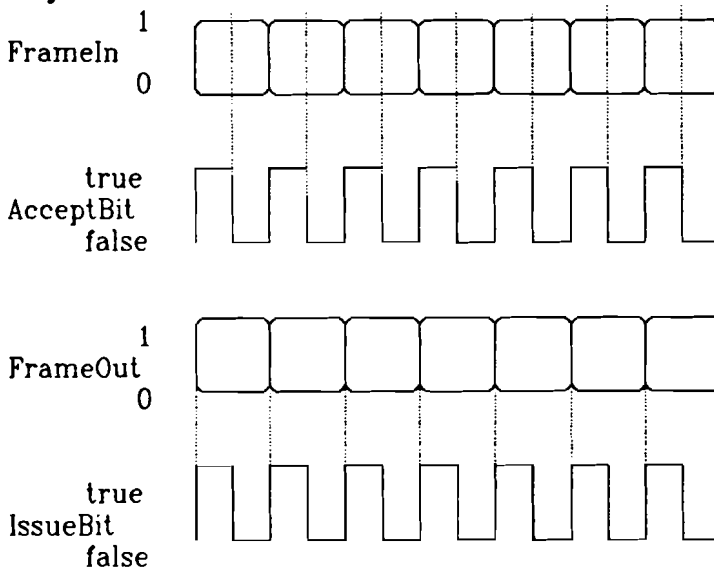 1
FrameIn
0
true
AcceptBit
false
1
FrameOut
0
true
IssueBit
false